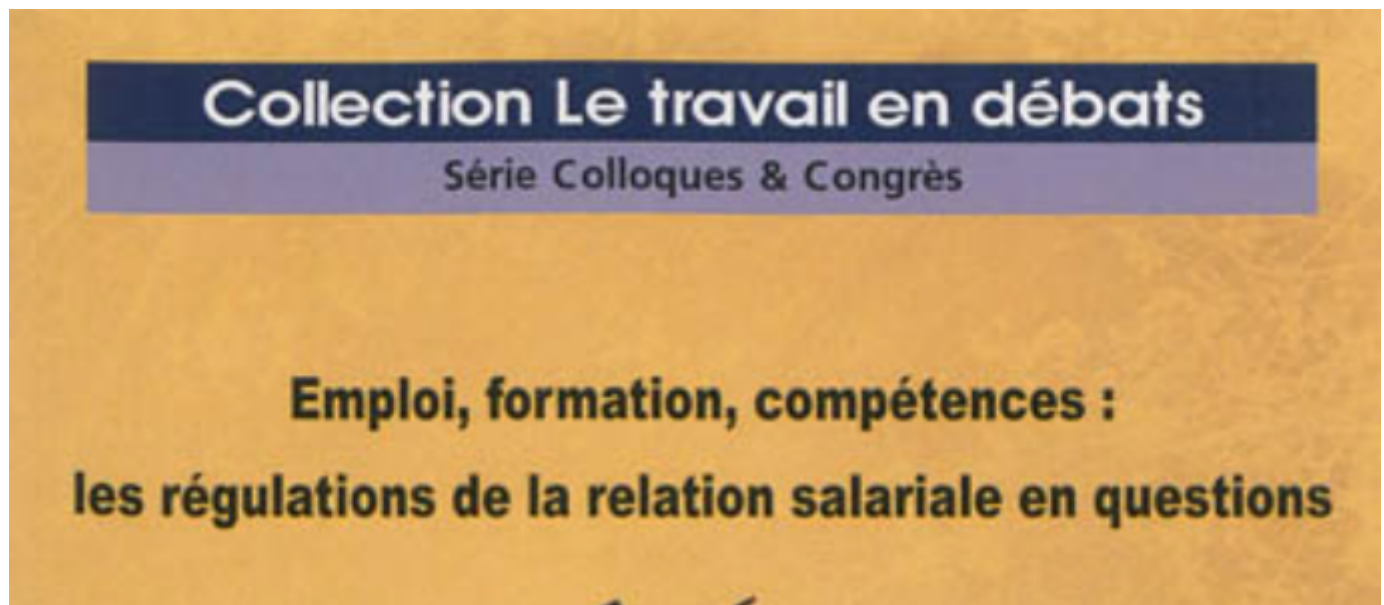 Collection Le travail en débats
Série Colloques & Congrès
Emploi, formation, compétences :
les régulations de la relation salariale en questions